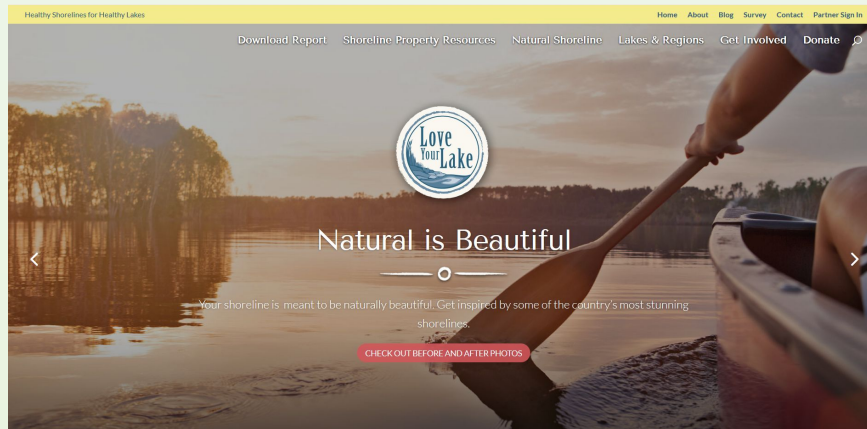 Healthy Shorelines for Healthy Lakes
Home About Blog Survey Contact Partner Sign In
Download Report Shoreline Property Resources Natural Shoreline Lakes & Regions Get Involved Donate
Love
Your Lake
Natural is Beautiful
Your shoreline is meant to be naturally beautiful. Get inspired by some of the country's most stunning
shorelines.
CHECK OUT BEFORE AND AFTER PHOTOS